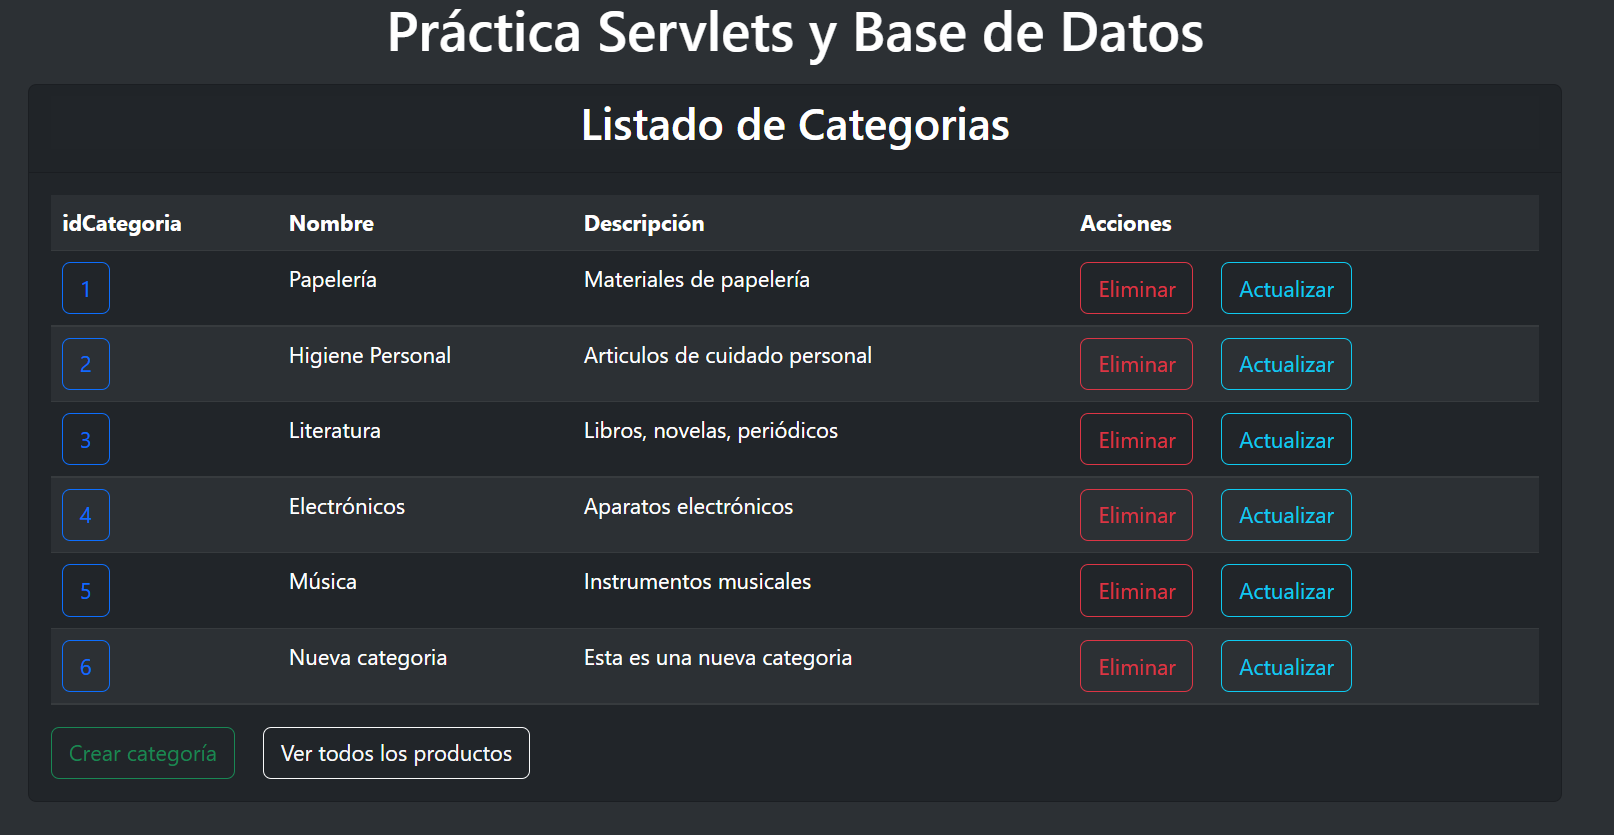 Práctica Servlets y Base de Datos
Listado de Categorias
idCategoria Nombre Descripción Acciones
1 Papelería Materiales de papelería Eliminar Actualizar
2 Higiene Personal Articulos de cuidado personal Eliminar Actualizar
3 Literatura Libros, novelas, periódicos Eliminar Actualizar
4 Electrónicos Aparatos electrónicos Eliminar Actualizar
5 Música Instrumentos musicales Eliminar Actualizar
6 Nueva categoria Esta es una nueva categoria Eliminar Actualizar
Crear categoría Ver todos los productos